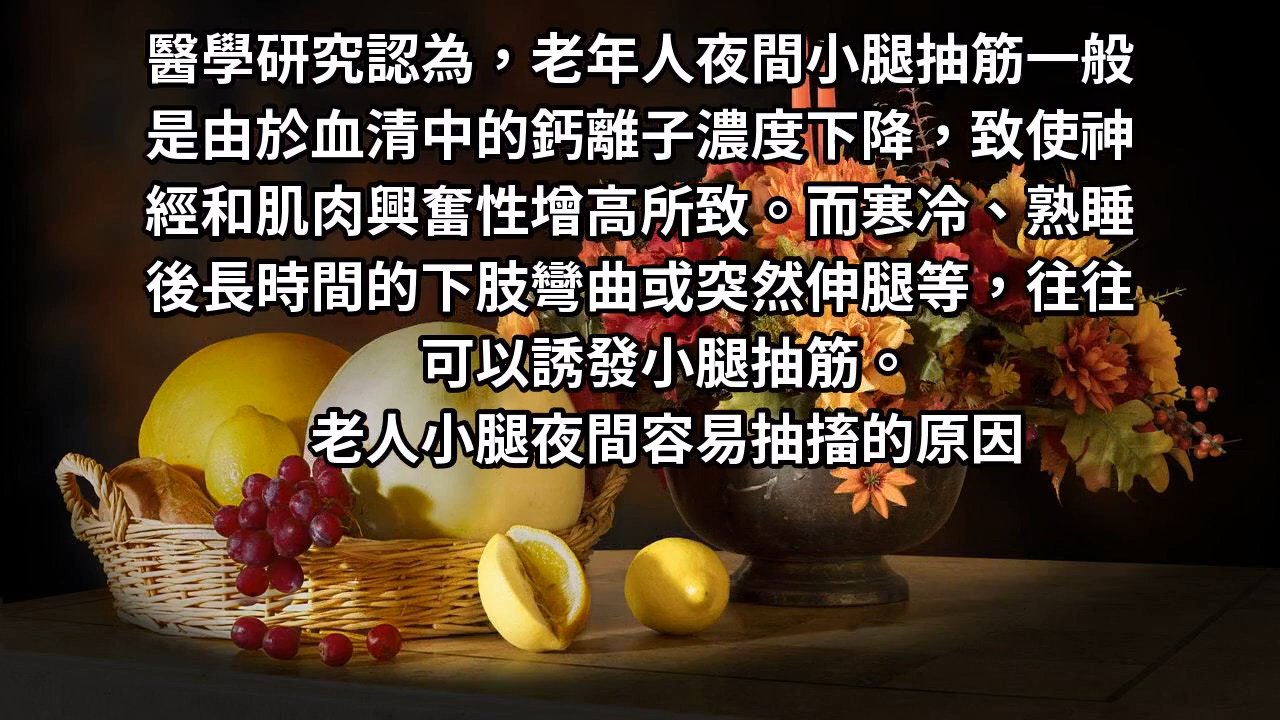 醫學研究認為，老年人夜間小腿抽筋一般
是由於血清中的鈣離子濃度下降，致使神
經和肌肉興奮性增高所致。而寒冷、熟睡
後長時間的下肢彎曲或突然伸腿等，往往
可以誘發小腿抽筋。
老人小腿夜間容易抽搐的原因